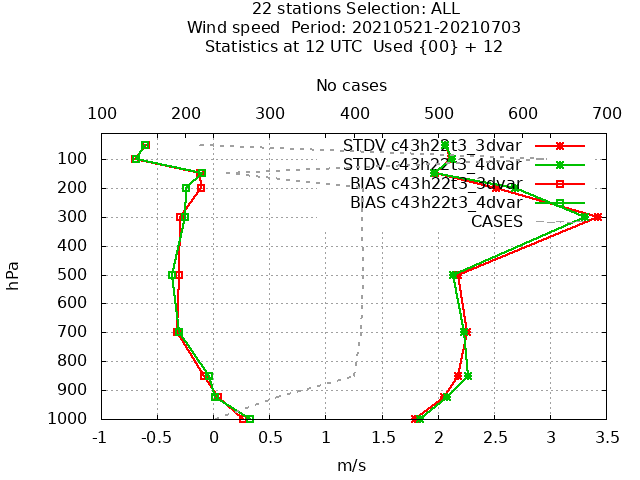 22 stations Selection: ALL
Wind speed  Period: 20210521-20210703
Statistics at 12 UTC  Used {00} + 12
No cases
100 200 300 400 500 600 700
STDV c43h22t3_3dvar
STDV c43h22t3_4dvar
BIAS c43h22t3_3dvar
BIAS c43h22t3_4dvar
CASES
hPa
100
200
300
400
500
600
700
800
900
1000
-1 -0.5 0 0.5 1 1.5 2 2.5 3 3.5
m/s